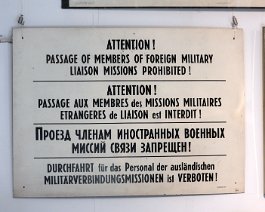 ATTENTION!
PASSAGE OF MEMBERS OF FOREIGN MILITARY
LIAISON MISSIONS PROHIBITED!
ATTENTION!
PASSAGE AUX MEMBRES des MISSIONS MILITAIRES
ETRANGERES de LIAISON est INTERDIT!
Проезд членам иностранных военных
миссий связи запрещен!
DURCHFAHRT für das Personal der ausländischen
MILITÄRVERBINDUNGSMISSIONEN ist VERBOTEN!